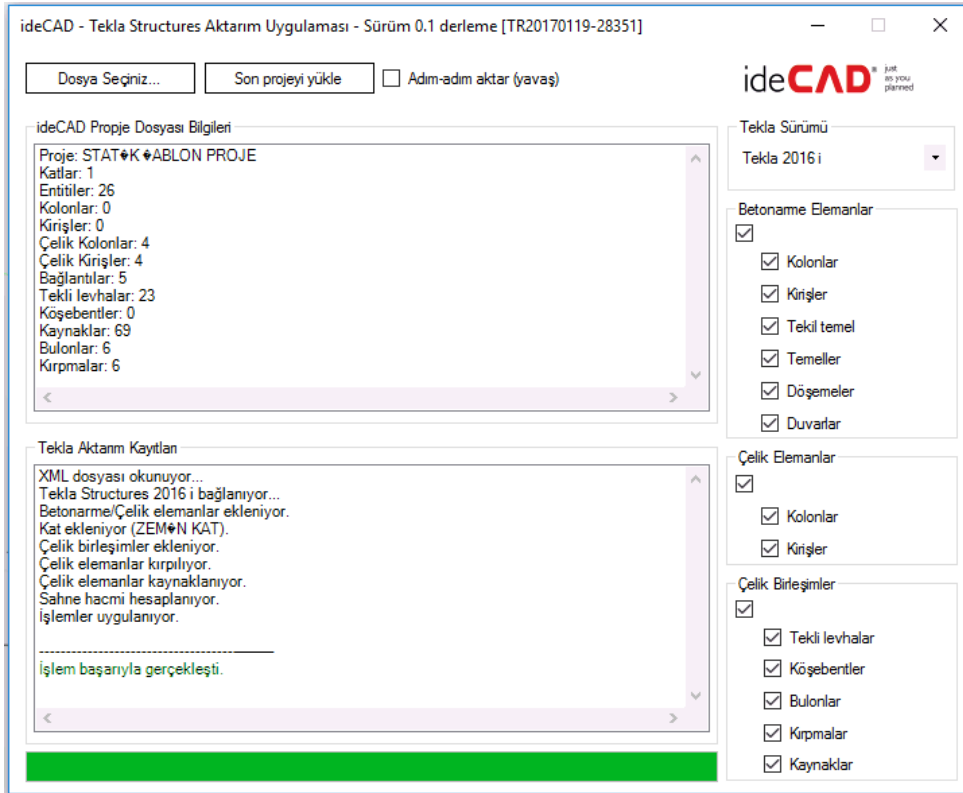 ideCAD - Tekla Structures Aktarım Uygulaması - Sürüm 0.1 derleme [TR20170119-28351]
Dosya Seçiniz...
Son projeyi yükle
Adım-adım aktar (yavaş)
ideCAD® just as you planned
ideCAD Propje Dosyası Bilgileri
Proje: STAT�K �ABLON PROJE
Katlar: 1
Entitiler: 26
Kolonlar: 0
Kirişler: 0
Çelik Kolonlar: 4
Çelik Kirişler: 4
Bağlantılar: 5
Tekli levhalar: 23
Köşebentler: 0
Kaynaklar: 69
Bulonlar: 6
Kırpmalar: 6
Tekla Aktarım Kayıtları
XML dosyası okunuyor...
Tekla Structures 2016 i bağlanıyor...
Betonarme/Çelik elemanlar ekleniyor.
Kat ekleniyor (ZEM�N KAT).
Çelik birleşimler ekleniyor.
Çelik elemanlar kırpılıyor.
Çelik elemanlar kaynaklanıyor.
Sahne hacmi hesaplanıyor.
İşlemler uygulanıyor.
------------------------------------------
İşlem başarıyla gerçekleşti.
Tekla Sürümü
Tekla 2016 i
Betonarme Elemanlar
Kolonlar
Kirişler
Tekil temel
Temeller
Döşemeler
Duvarlar
Çelik Elemanlar
Kolonlar
Kirişler
Çelik Birleşimler
Tekli levhalar
Köşebentler
Bulonlar
Kırpmalar
Kaynaklar